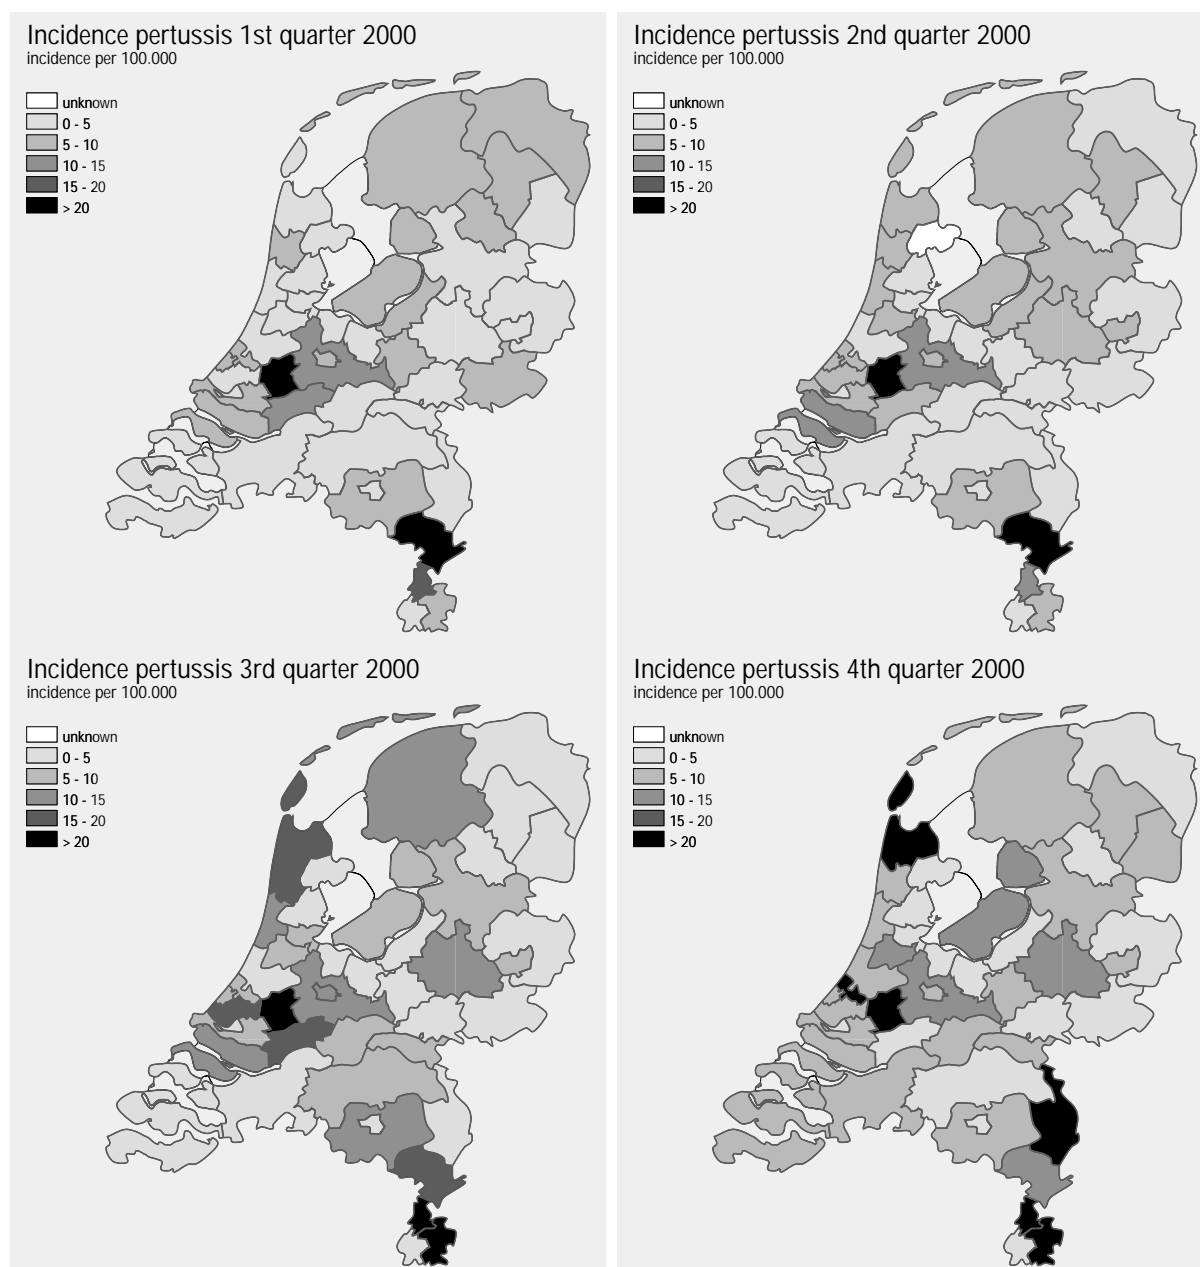 Incidence pertussis 1st quarter 2000
incidence per 100.000
unknown
0 - 5
5 - 10
10 - 15
15 - 20
> 20
Incidence pertussis 2nd quarter 2000
incidence per 100.000
unknown
0 - 5
5 - 10
10 - 15
15 - 20
> 20
Incidence pertussis 3rd quarter 2000
incidence per 100.000
unknown
0 - 5
5 - 10
10 - 15
15 - 20
> 20
Incidence pertussis 4th quarter 2000
incidence per 100.000
unknown
0 - 5
5 - 10
10 - 15
15 - 20
> 20